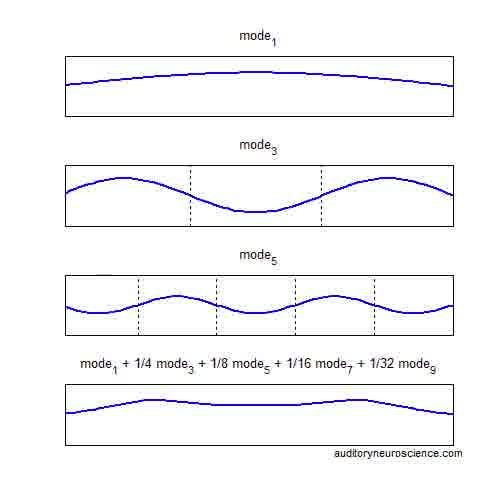 mode1
mode3
mode5
mode1 + 1/4 mode3 + 1/8 mode5 + 1/16 mode7 + 1/32 mode9
auditoryneuroscience.com